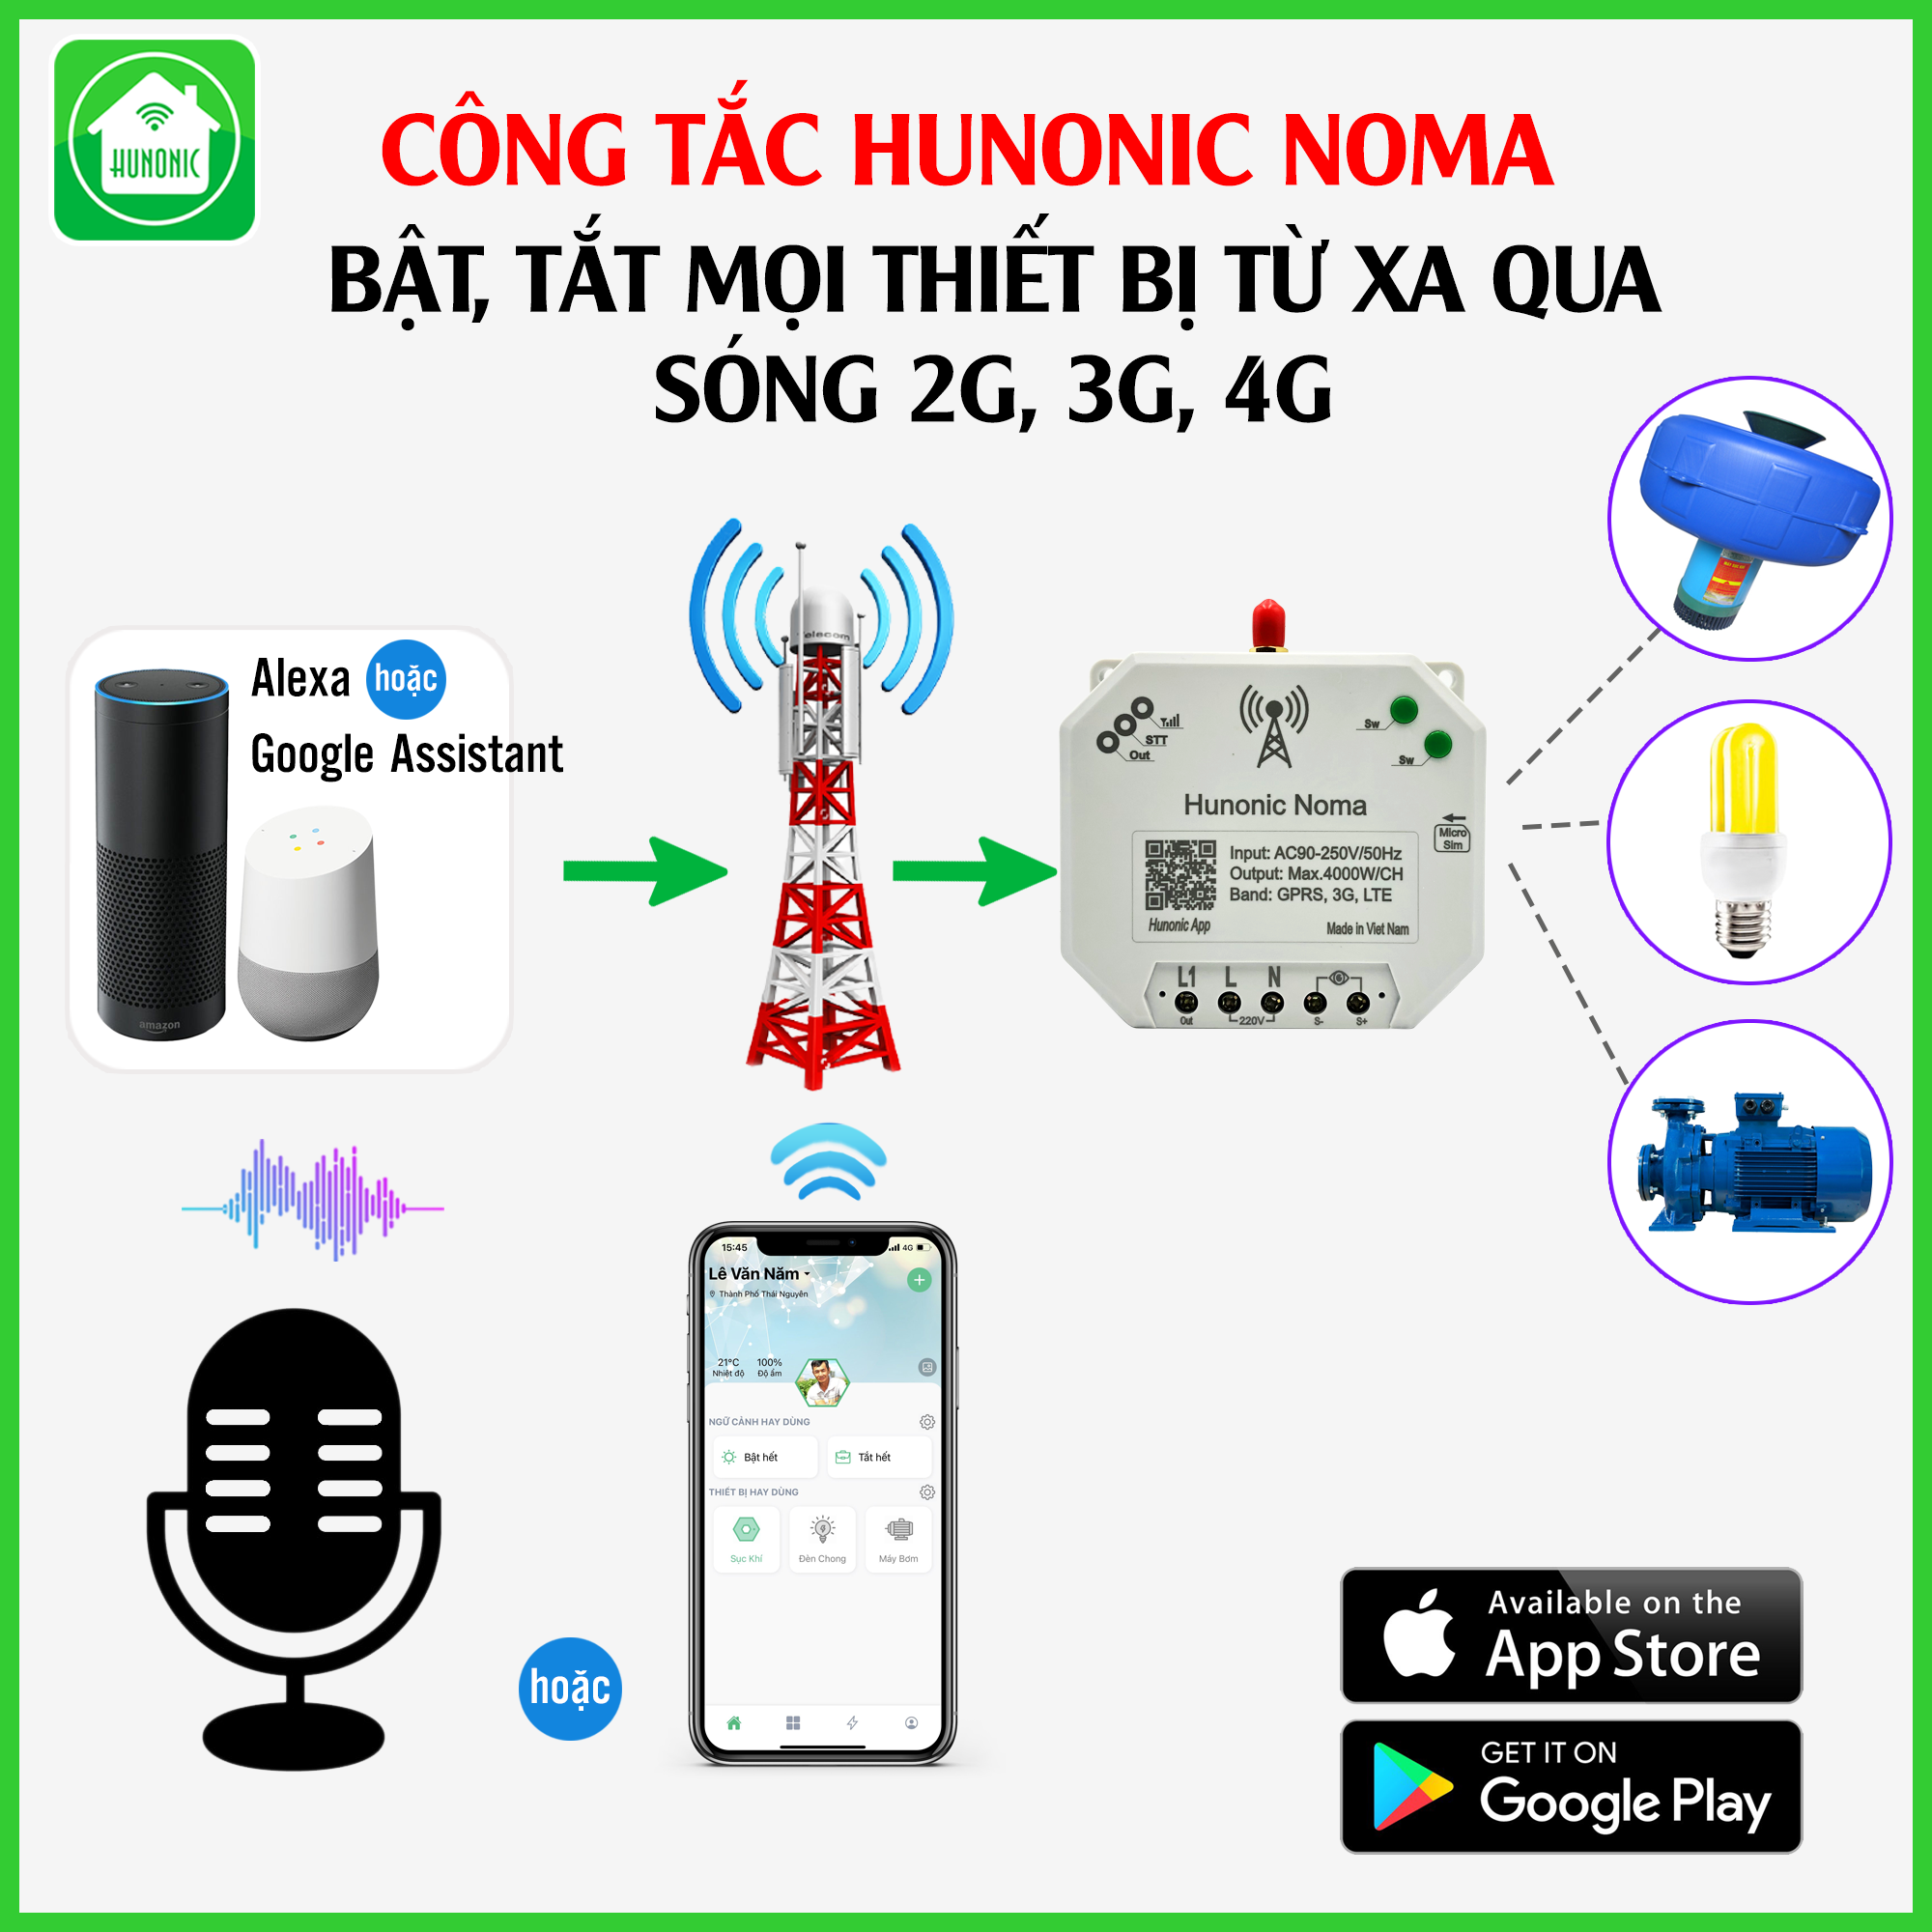 HUNONIC
CÔNG TẮC HUNONIC NOMA
BẬT, TẮT MỌI THIẾT BỊ TỪ XA QUA
SÓNG 2G, 3G, 4G
Alexa hoặc
Google Assistant
amazon
Telecom
STT
Out
Sw
Sw
Hunonic Noma
Micro
Sim
Input: AC90-250V/50Hz
Output: Max.4000W/CH
Band: GPRS, 3G, LTE
Hunonic App
Made in Viet Nam
L1 L N
Out 220V S- S+
15:45 4G
Lê Văn Năm
Thành Phố Thái Nguyên
21°C 100%
Nhiệt độ Độ ẩm
NGỮ CẢNH HAY DÙNG
Bật hết Tắt hết
THIẾT BỊ HAY DÙNG
Sục Khí Đèn Chong Máy Bơm
hoặc
Available on the
App Store
GET IT ON
Google Play